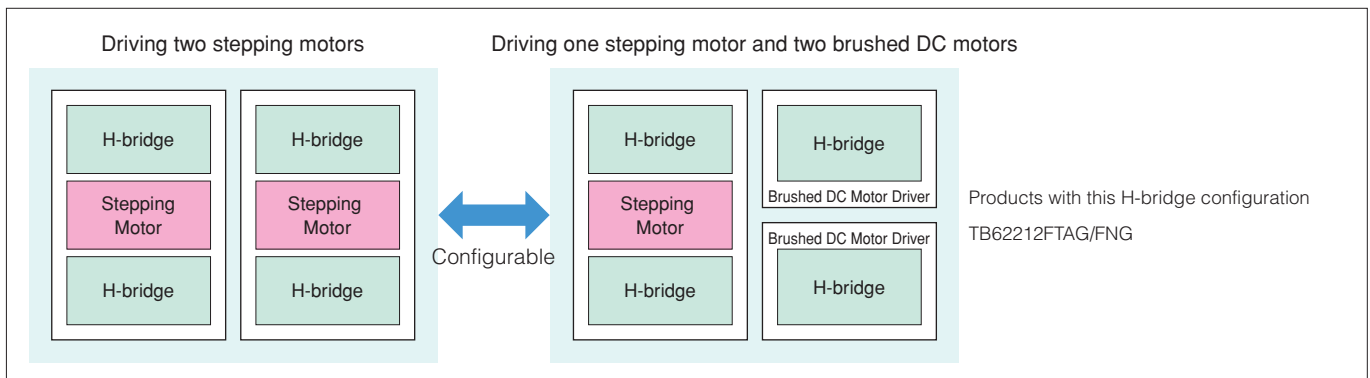 Driving two stepping motors
H-bridge
Stepping
Motor
H-bridge
H-bridge
Stepping
Motor
H-bridge
Configurable
Driving one stepping motor and two brushed DC motors
H-bridge
Stepping
Motor
H-bridge
H-bridge
Brushed DC Motor Driver
Brushed DC Motor Driver
H-bridge
Products with this H-bridge configuration
TB62212FTAG/FNG